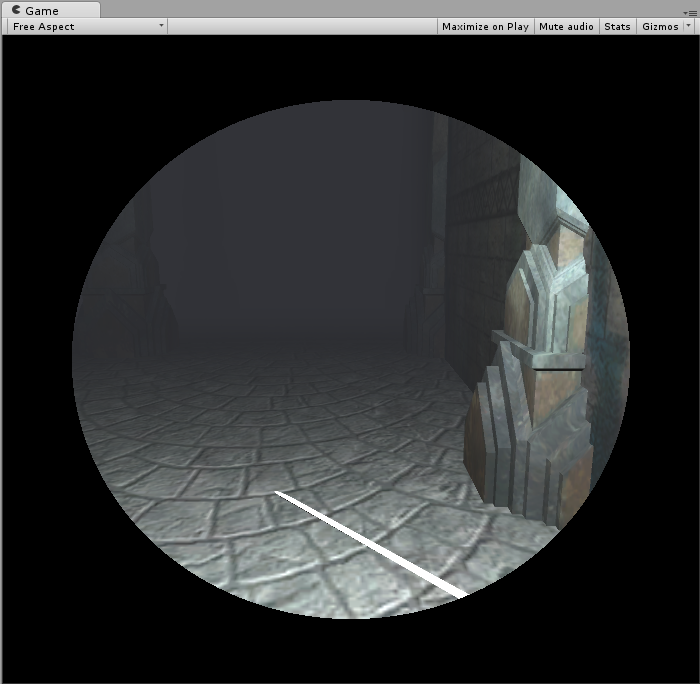 Game
Free Aspect
Maximize on Play
Mute audio
Stats
Gizmos